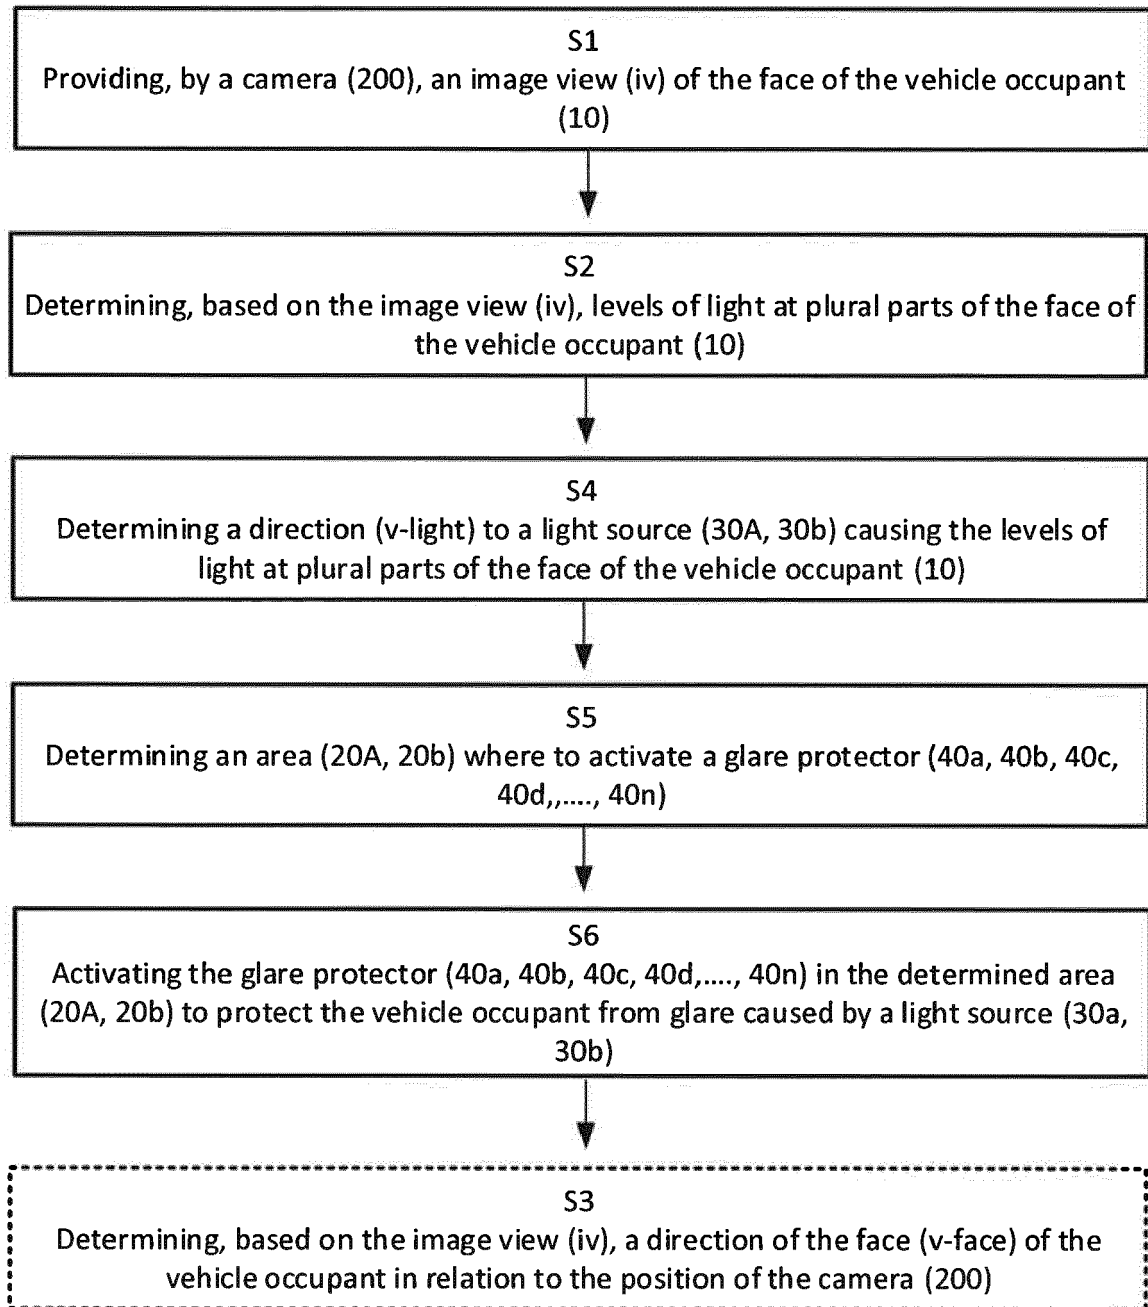 S1
Providing, by a camera (200), an image view (iv) of the face of the vehicle occupant
(10)
S2
Determining, based on the image view (iv), levels of light at plural parts of the face of
the vehicle occupant (10)
S4
Determining a direction (v-light) to a light source (30A, 30b) causing the levels of
light at plural parts of the face of the vehicle occupant (10)
S5
Determining an area (20A, 20b) where to activate a glare protector (40a, 40b, 40c,
40d,,...., 40n)
S6
Activating the glare protector (40a, 40b, 40c, 40d,...., 40n) in the determined area
(20A, 20b) to protect the vehicle occupant from glare caused by a light source (30a,
30b)
S3
Determining, based on the image view (iv), a direction of the face (v-face) of the
vehicle occupant in relation to the position of the camera (200)